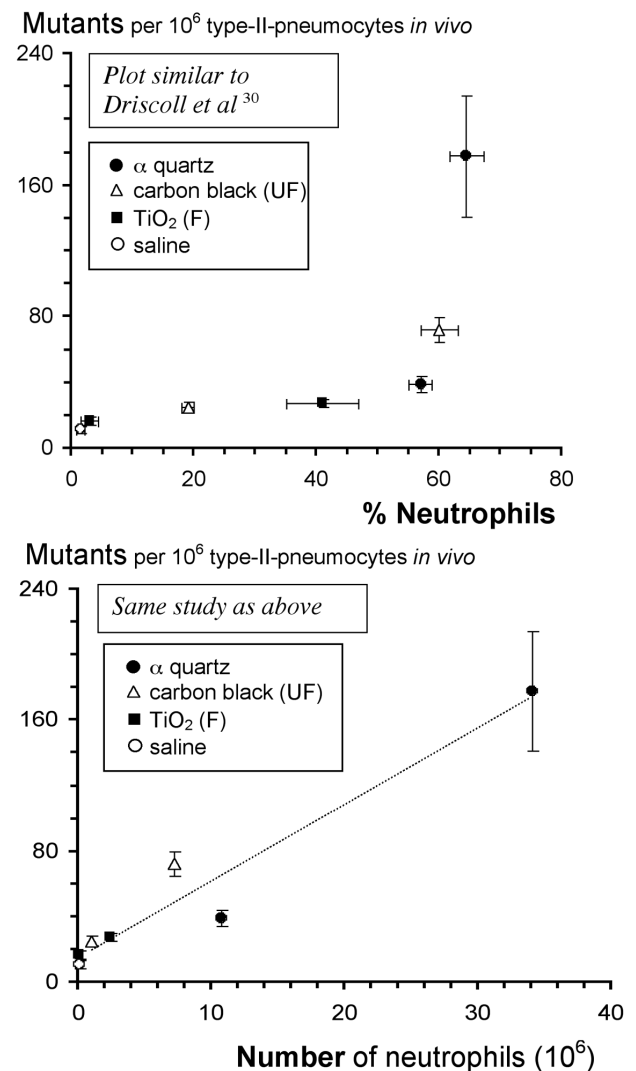 Mutants per 10⁶ type-II-pneumocytes in vivo
240
Plot similar to
Driscoll et al ³⁰
α quartz
160
carbon black (UF)
TiO₂ (F)
saline
80
0
0 20 40 60 80
% Neutrophils
Mutants per 10⁶ type-II-pneumocytes in vivo
240
Same study as above
α quartz
carbon black (UF)
160
TiO₂ (F)
saline
80
0
0 10 20 30 40
Number of neutrophils (10⁶)